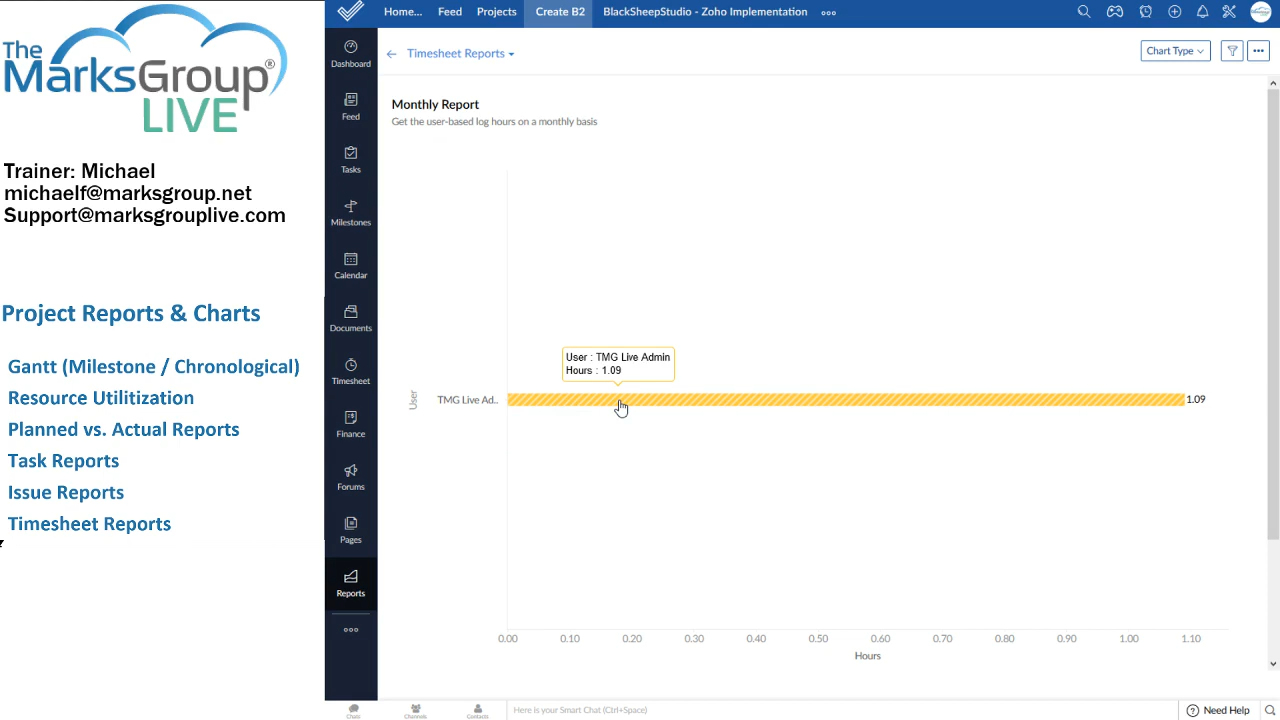 The
MarksGroup®
LIVE
Trainer: Michael
michaelf@marksgroup.net
Support@marksgrouplive.com
Project Reports & Charts
Gantt (Milestone / Chronological)
Resource Utilitization
Planned vs. Actual Reports
Task Reports
Issue Reports
Timesheet Reports
Home... Feed Projects Create B2 BlackSheepStudio - Zoho Implementation
Dashboard
Feed
Tasks
Milestones
Calendar
Documents
Timesheet
Finance
Forums
Pages
Reports
Timesheet Reports
Chart Type
Monthly Report
Get the user-based log hours on a monthly basis
User : TMG Live Admin
Hours : 1.09
User
TMG Live Ad..
1.09
0.00 0.10 0.20 0.30 0.40 0.50 0.60 0.70 0.80 0.90 1.00 1.10
Hours
Chats Channels Contacts Here is your Smart Chat (Ctrl+Space) Need Help